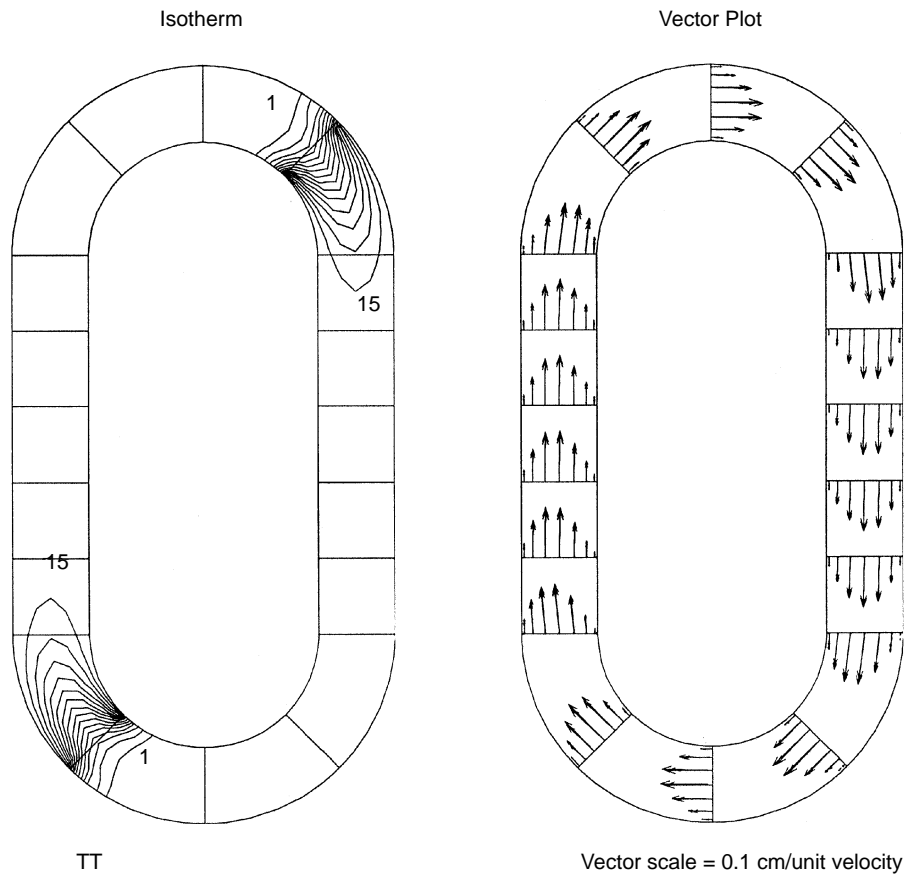 Isotherm
Vector Plot
1
15
15
1
TT
Vector scale = 0.1 cm/unit velocity